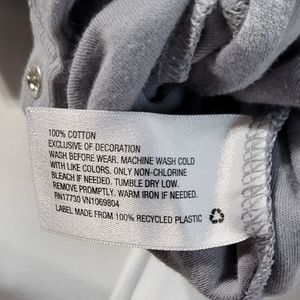 100% COTTON
EXCLUSIVE OF DECORATION
WASH BEFORE WEAR. MACHINE WASH COLD
WITH LIKE COLORS. ONLY NON-CHLORINE
BLEACH IF NEEDED. TUMBLE DRY LOW.
REMOVE PROMPTLY. WARM IRON IF NEEDED.
RN17730 VN1069804
LABEL MADE FROM 100% RECYCLED PLASTIC